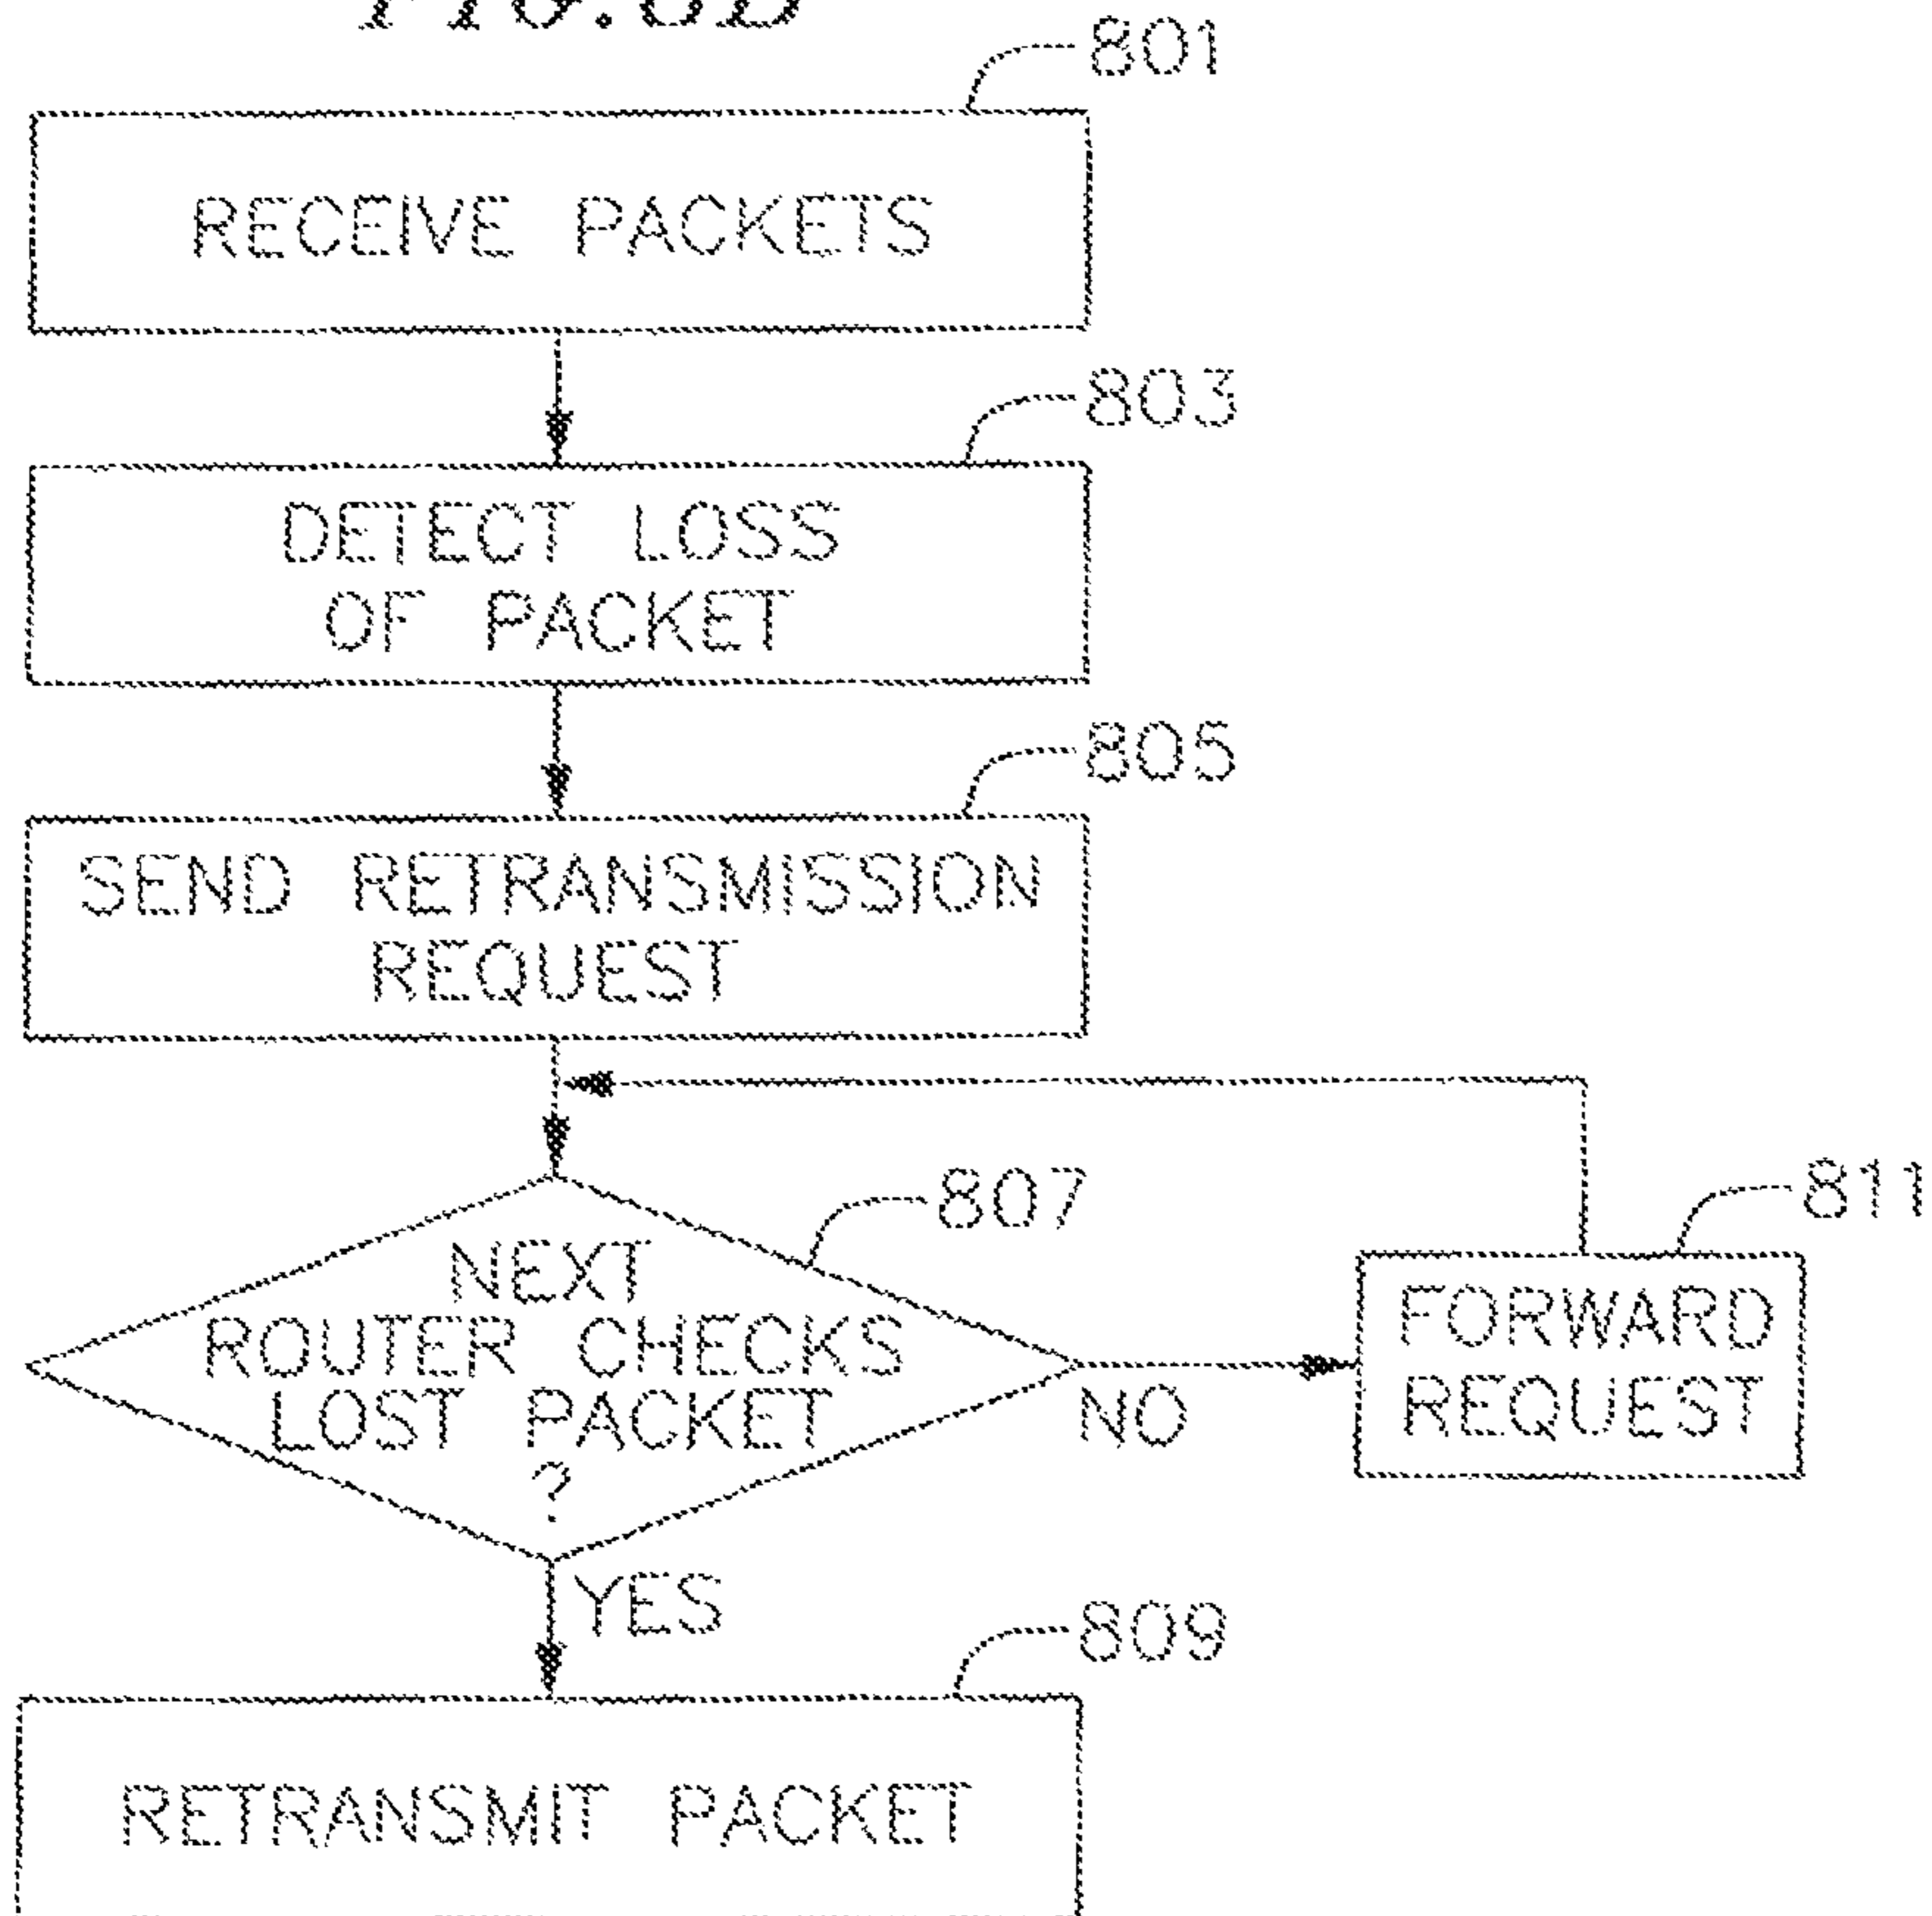 801
RECEIVE PACKETS
803
DETECT LOSS
OF PACKET
805
SEND RETRANSMISSION
REQUEST
807
NEXT
ROUTER CHECKS
LOST PACKET
?
NO
811
FORWARD
REQUEST
YES
809
RETRANSMIT PACKET